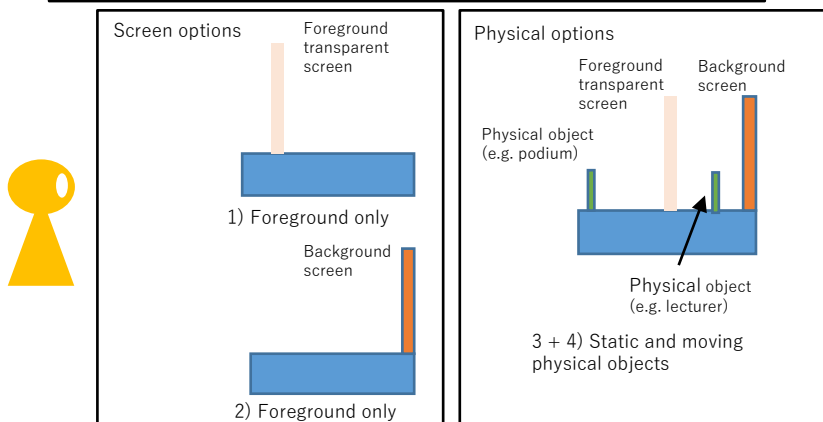 Screen options
Foreground
transparent
screen
1) Foreground only
Background
screen
2) Foreground only
Physical options
Foreground
transparent
screen
Background
screen
Physical object
(e.g. podium)
Physical object
(e.g. lecturer)
3 + 4) Static and moving
physical objects